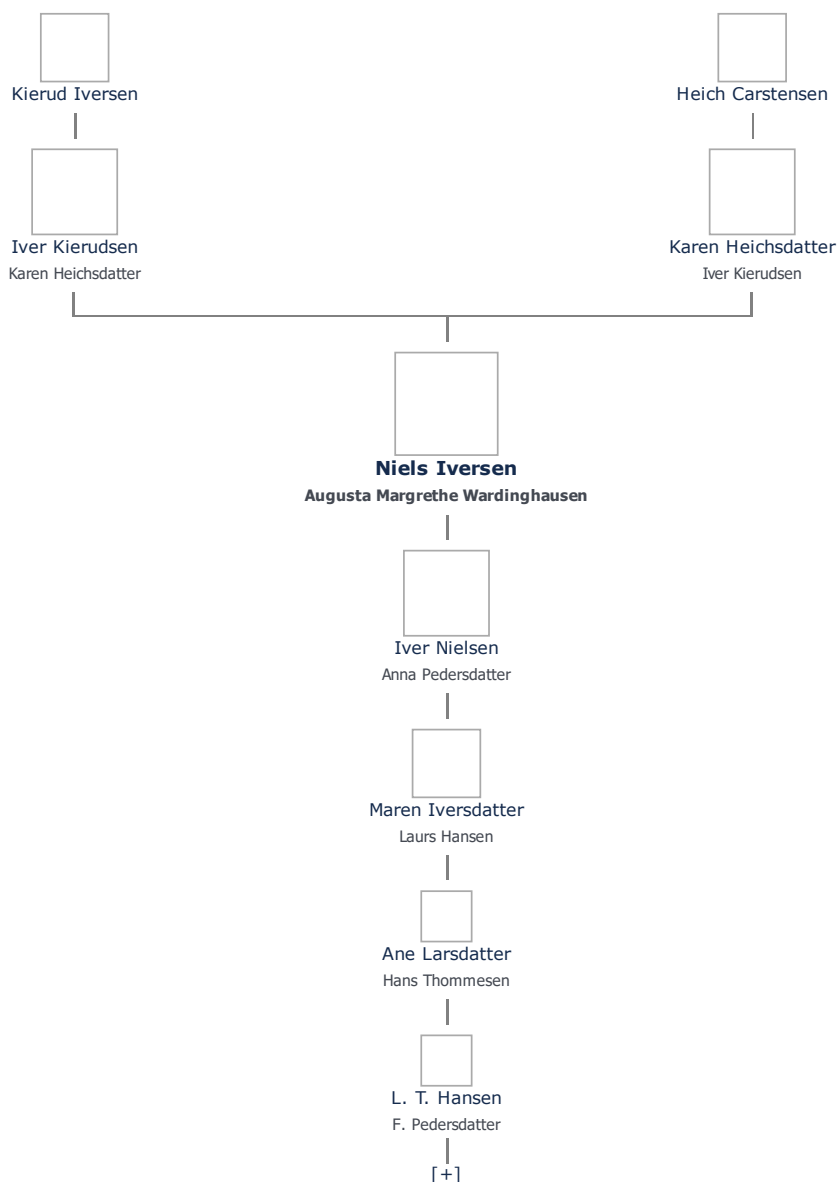 Kierud Iversen
Heich Carstensen
Iver Kierudsen
Karen Heichsdatter
Karen Heichsdatter
Iver Kierudsen
Niels Iversen
Augusta Margrethe Wardinghausen
Iver Nielsen
Anna Pedersdatter
Maren Iversdatter
Laurs Hansen
Ane Larsdatter
Hans Thommesen
L. T. Hansen
F. Pedersdatter
[+]